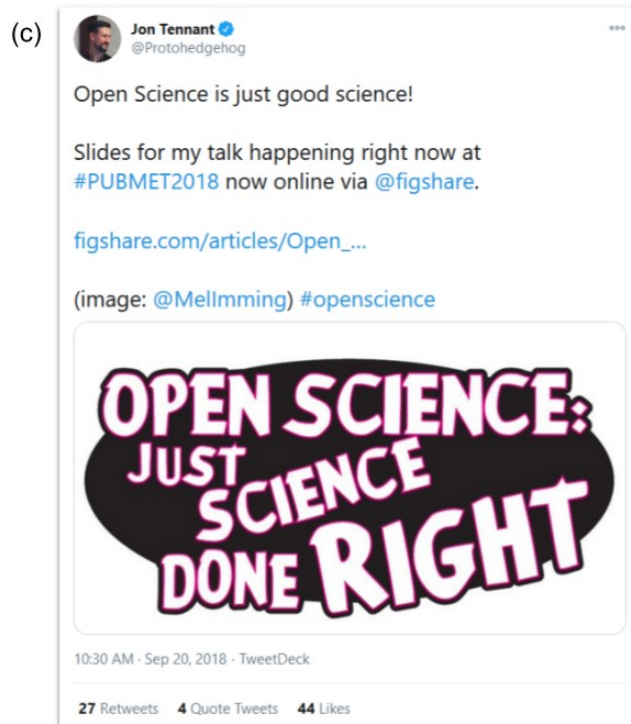 (c)
Jon Tennant
@Protohedgehog
Open Science is just good science!
Slides for my talk happening right now at
#PUBMET2018 now online via @figshare.
figshare.com/articles/Open_...
(image: @MelImming) #openscience
OPEN SCIENCE:
JUST
SCIENCE
DONE RIGHT
10:30 AM · Sep 20, 2018 · TweetDeck
27 Retweets 4 Quote Tweets 44 Likes